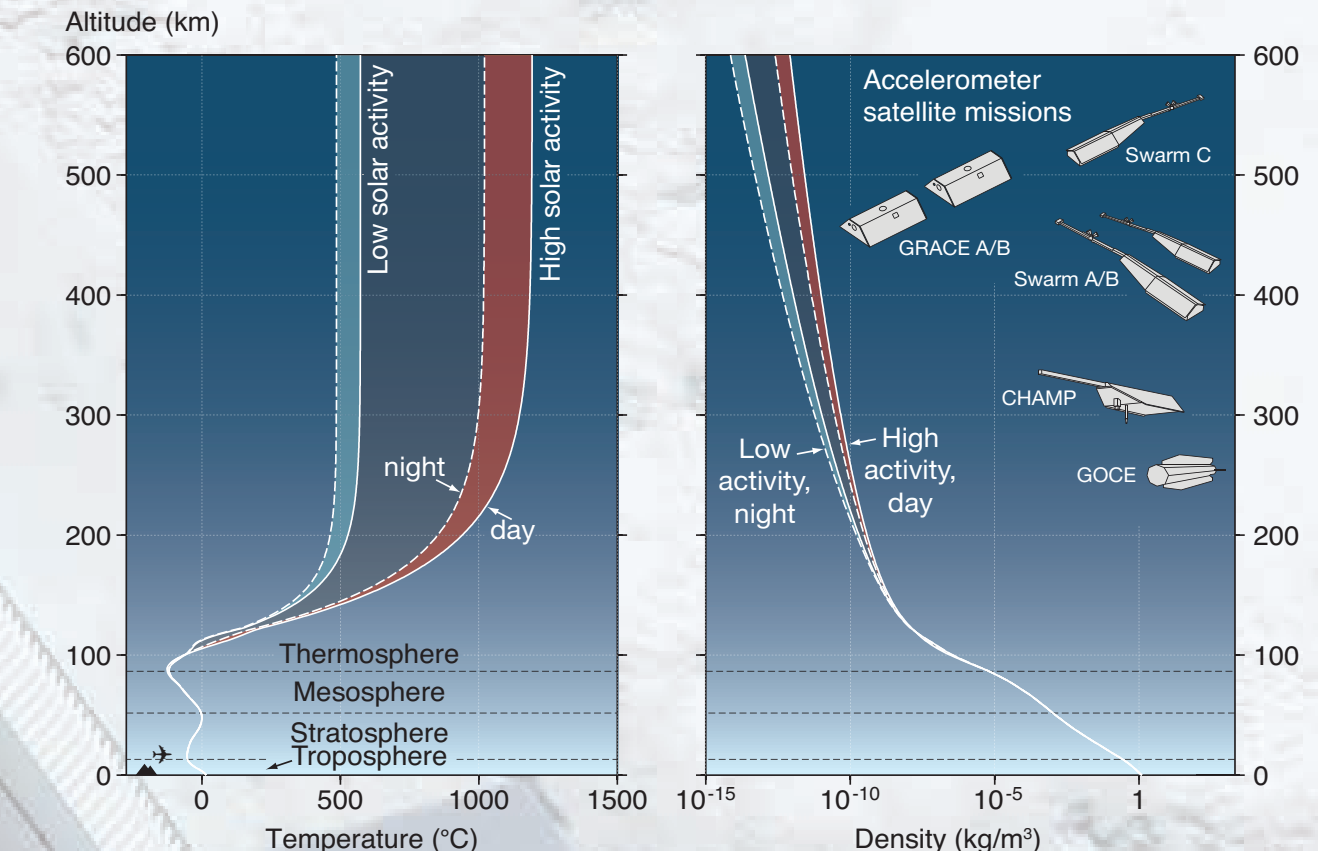 Altitude (km)
600
500
400
300
200
100
0
Low solar activity
High solar activity
night
day
Thermosphere
Mesosphere
Stratosphere
Troposphere
0
500
1000
1500
Temperature (°C)
Accelerometer
satellite missions
Swarm C
GRACE A/B
Swarm A/B
CHAMP
GOCE
Low
activity,
night
High
activity,
day
600
500
400
300
200
100
0
10⁻¹⁵
10⁻¹⁰
10⁻⁵
1
Density (kg/m³)